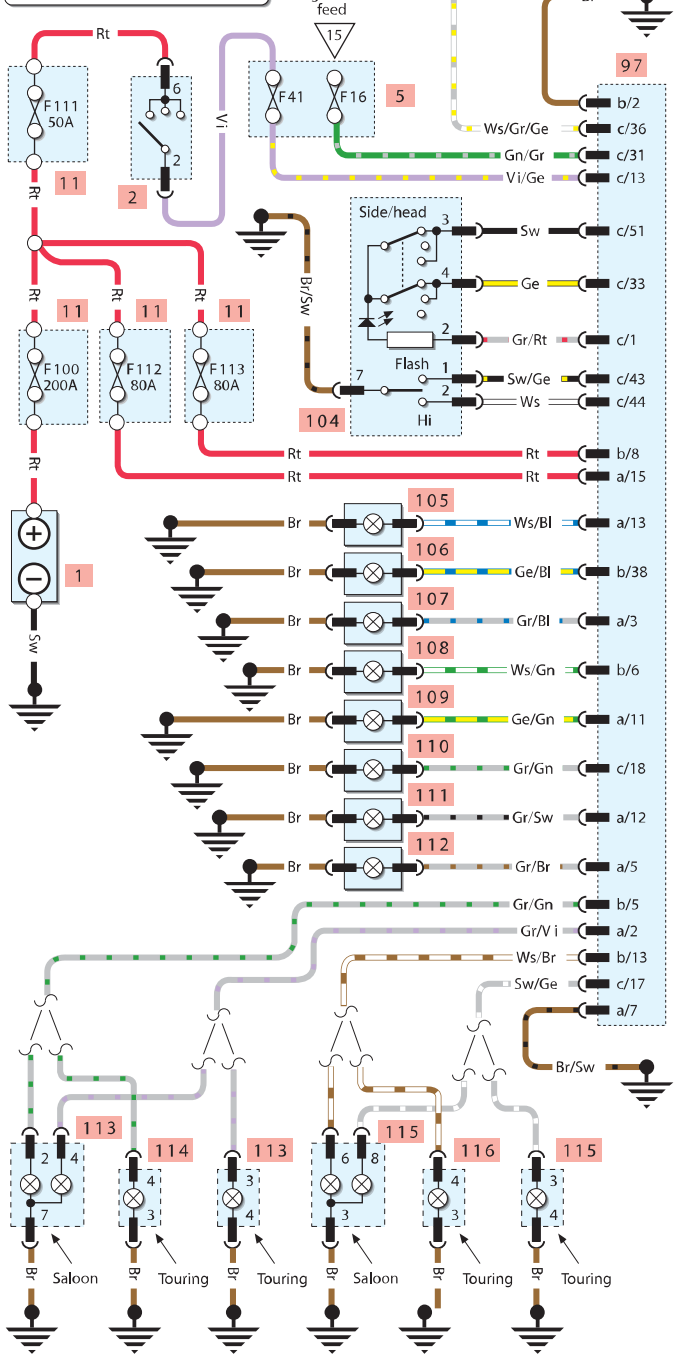 feed
15
Rt
97
F111
50A
6
F41
F16
5
b/2
Ws/Gr/Ge
c/36
Vi
Gn/Gr
c/31
2
Vi/Ge
c/13
Rt
11
2
Side/head
3
Sw
c/51
Br/Sw
4
Ge
c/33
Rt
11
Rt
11
Rt
11
2
Gr/Rt
c/1
F100
200A
F112
80A
F113
80A
Flash
7
1
Sw/Ge
c/43
2
Ws
c/44
104
Hi
Rt
Rt
Rt
b/8
Rt
Rt
a/15
105
Br
Ws/Bl
a/13
106
1
Br
Ge/Bl
b/38
107
Br
Gr/Bl
a/3
Sw
108
Br
Ws/Gn
b/6
109
Br
Ge/Gn
a/11
110
Br
Gr/Gn
c/18
111
Br
Gr/Sw
a/12
112
Br
Gr/Br
a/5
Gr/Gn
b/5
Gr/Vi
a/2
Ws/Br
b/13
Sw/Ge
c/17
a/7
Br/Sw
113
114
113
115
116
115
2
4
4
3
6
8
4
3
7
3
4
3
3
4
Br
Saloon
Br
Touring
Br
Touring
Br
Saloon
Br
Touring
Br
Touring